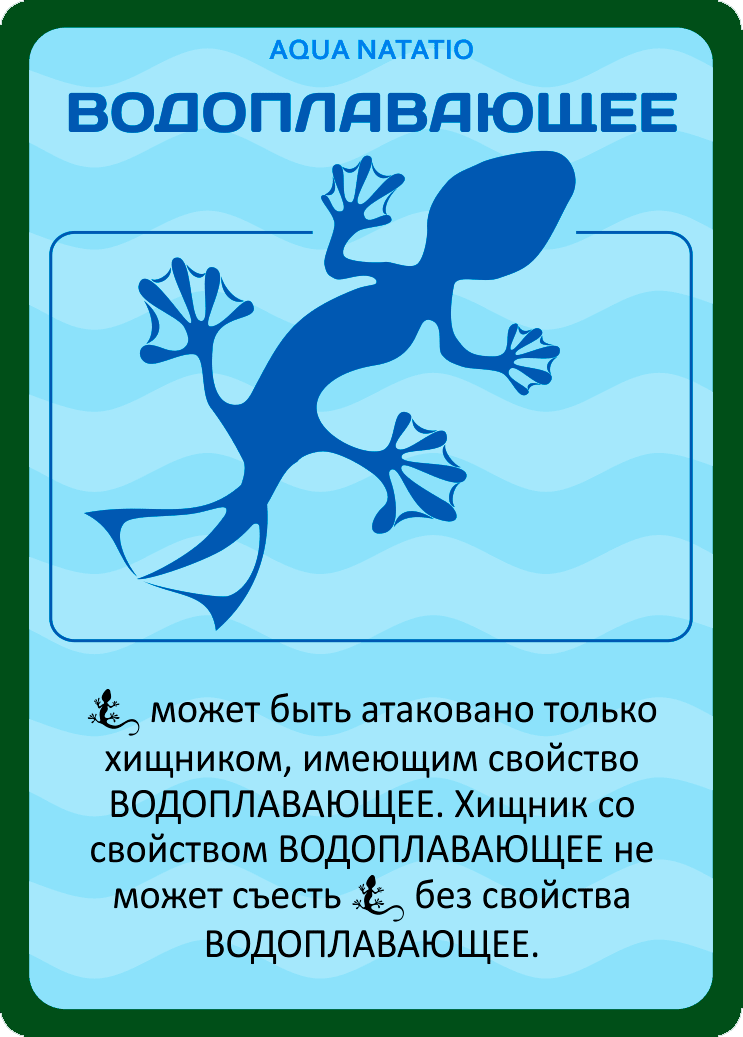 AQUA NATATIO
ВОДОПЛАВАЮЩЕЕ
может быть атаковано только
хищником, имеющим свойство
ВОДОПЛАВАЮЩЕЕ. Хищник со
свойством ВОДОПЛАВАЮЩЕЕ не
может съесть без свойства
ВОДОПЛАВАЮЩЕЕ.